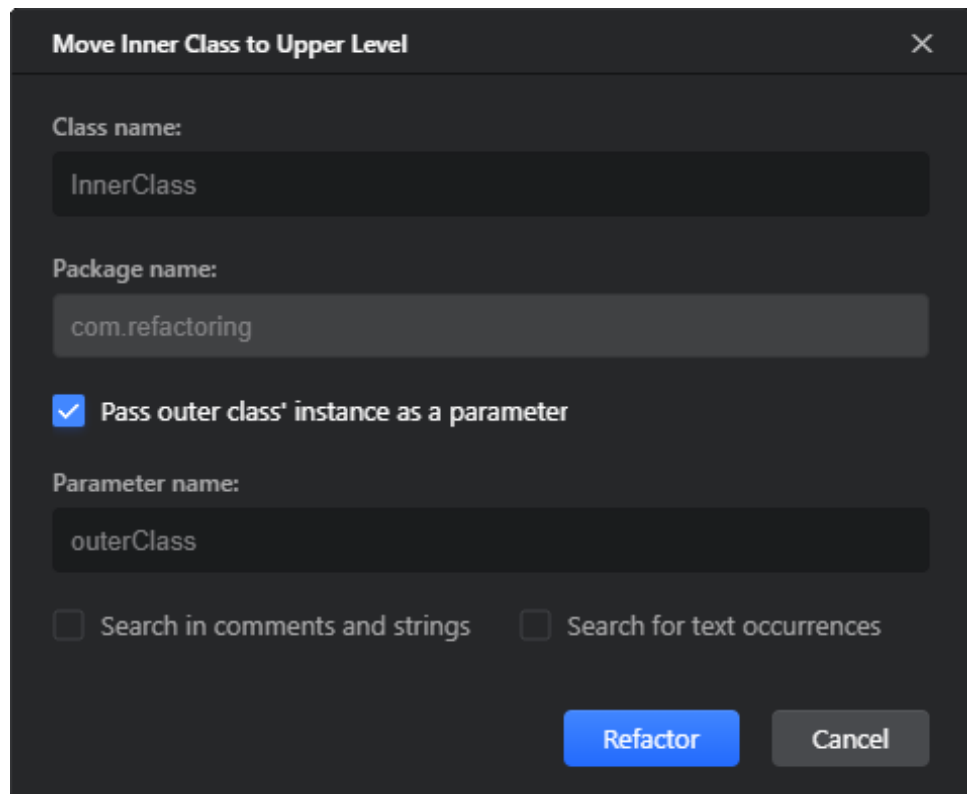 Move Inner Class to Upper Level
Class name:
InnerClass
Package name:
com.refactoring
Pass outer class' instance as a parameter
Parameter name:
outerClass
Search in comments and strings Search for text occurrences
Refactor Cancel